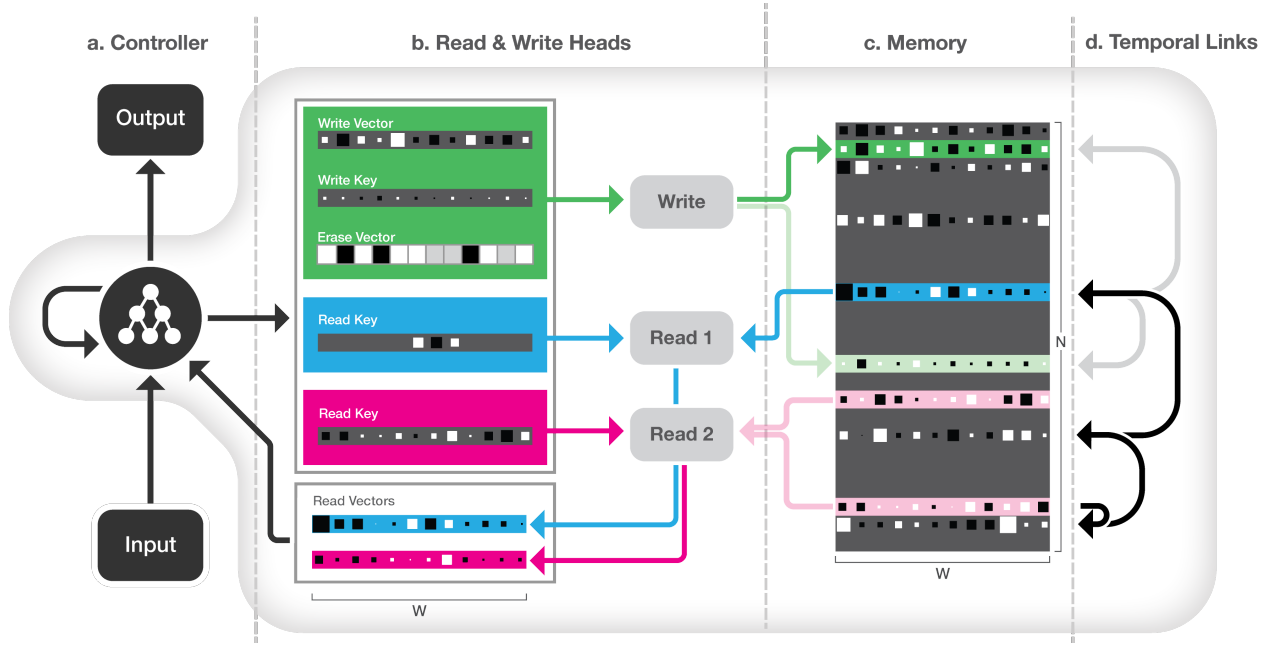 a. Controller
b. Read & Write Heads
c. Memory
d. Temporal Links
Output
Input
Write Vector
Write Key
Erase Vector
Read Key
Read Key
Read Vectors
W
Write
Read 1
Read 2
N
W